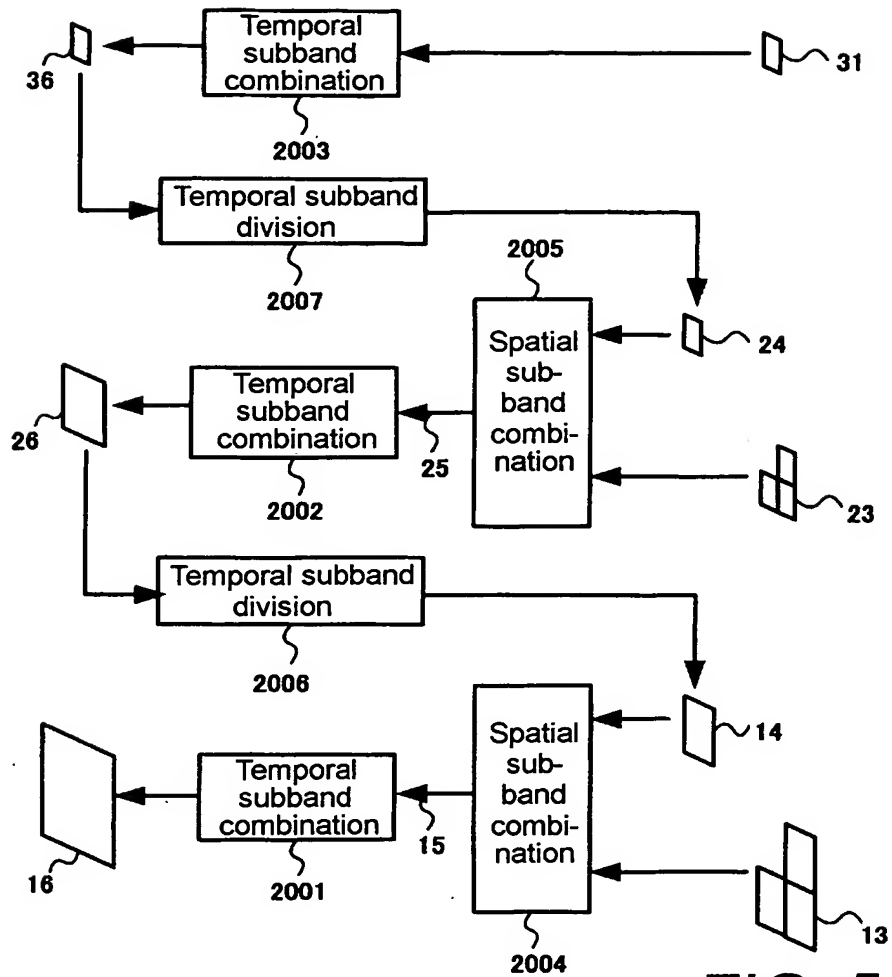 Temporal
subband
combination
36
31
2003
Temporal subband
division
2007
2005
24
Spatial
sub-
band
combi-
nation
Temporal
subband
combination
26
25
2002
23
Temporal subband
division
2006
14
Spatial
sub-
band
combi-
nation
Temporal
subband
combination
15
16
2001
13
2004